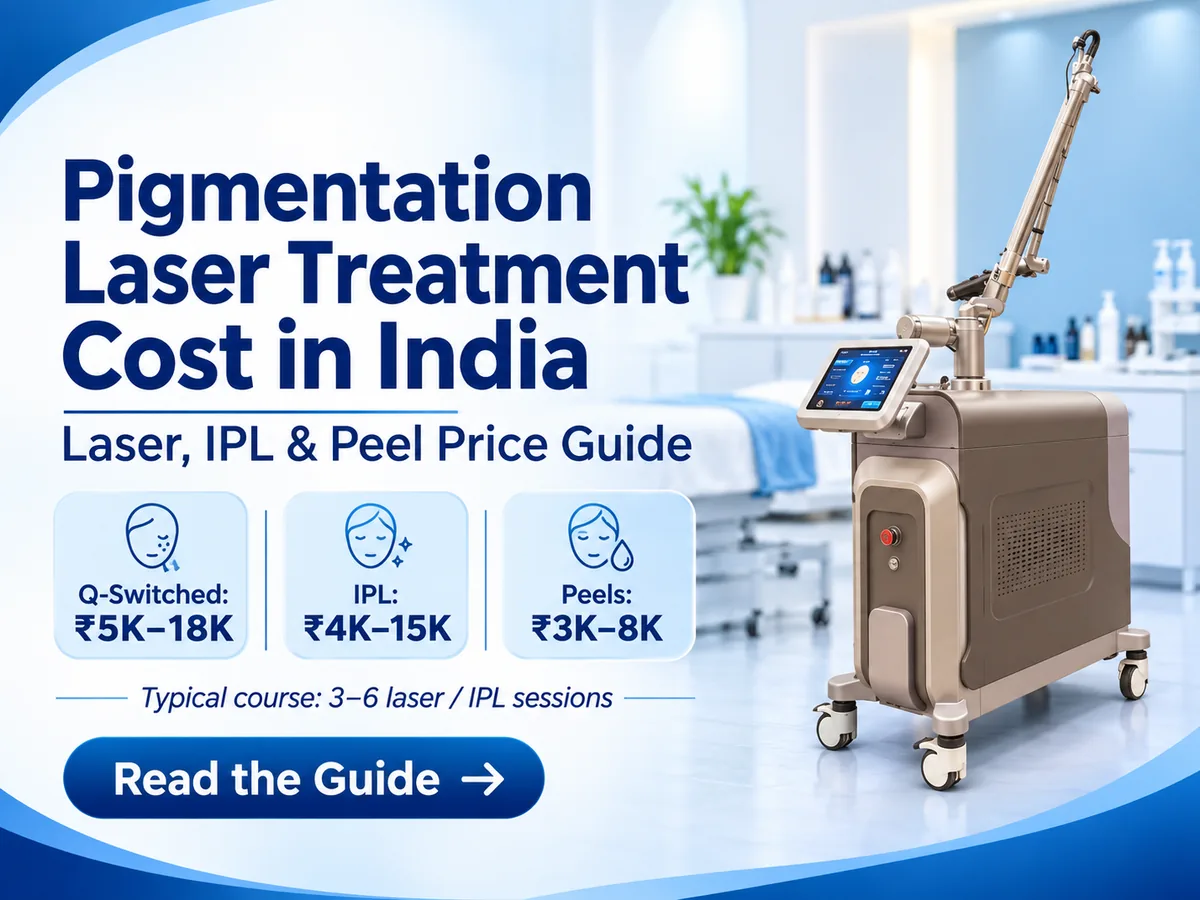 Pigmentation
Laser Treatment
Cost in India
Laser, IPL & Peel Price Guide
Q-Switched:
₹5K–18K
IPL:
₹4K–15K
Peels:
₹3K–8K
Typical course: 3–6 laser / IPL sessions
Read the Guide →